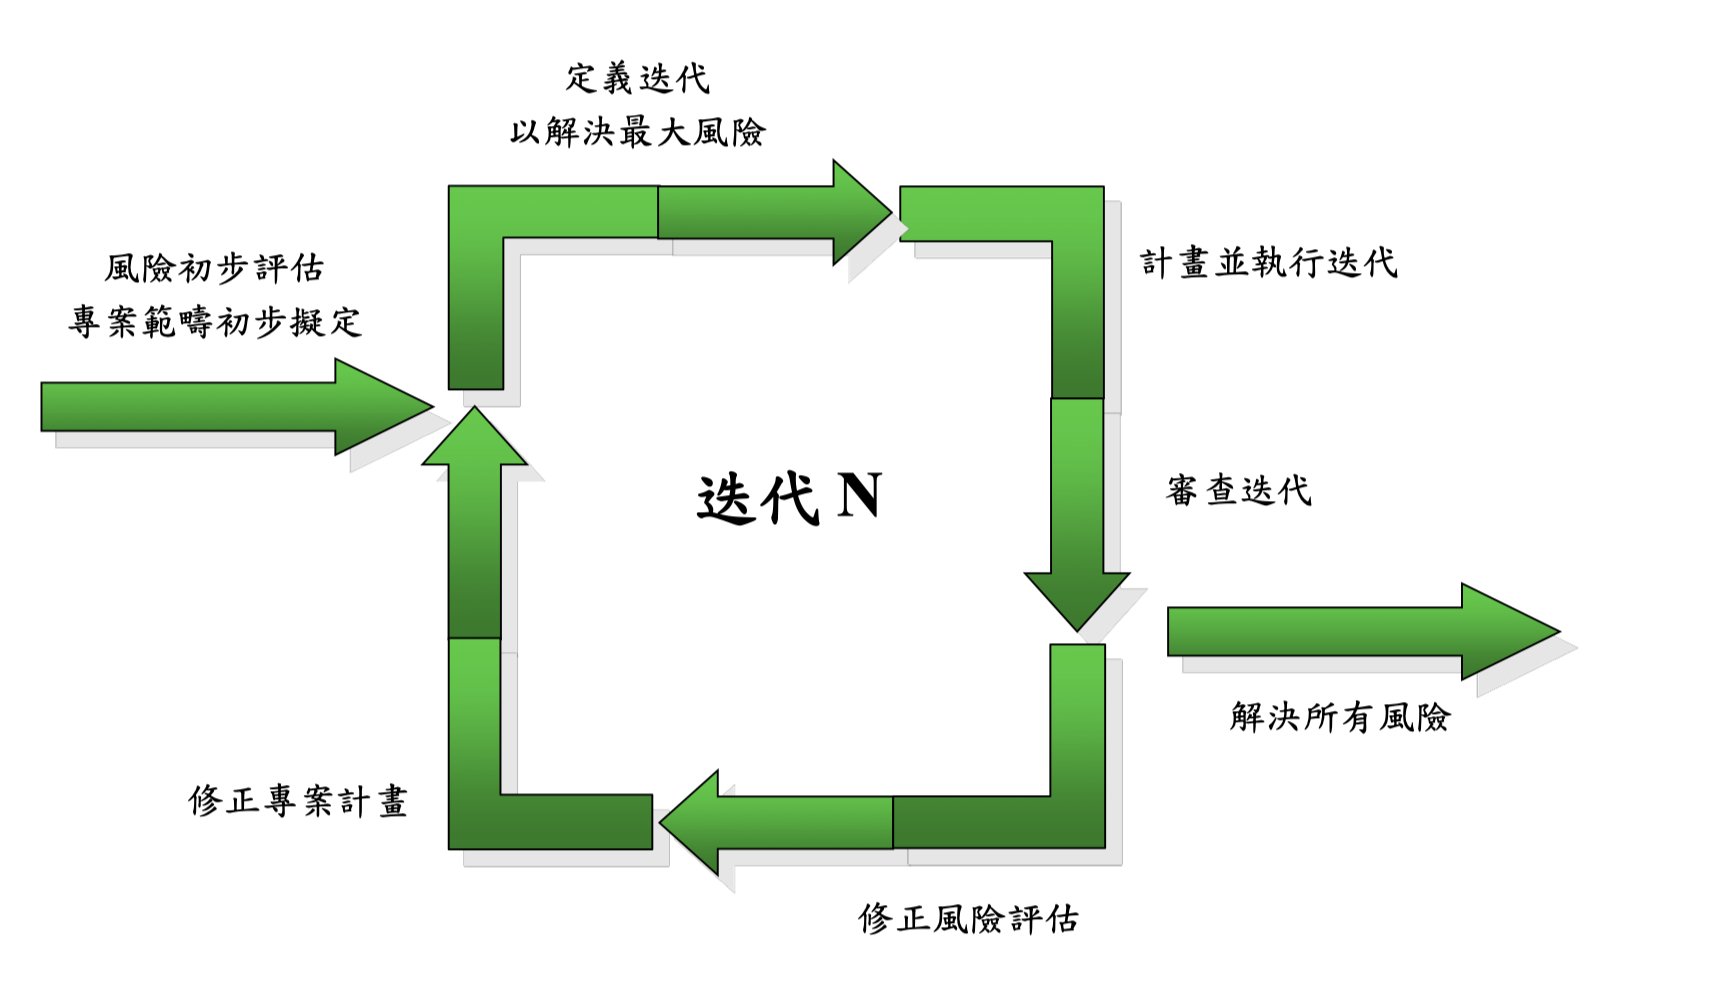 定義迭代
以解決最大風險
風險初步評估
專案範疇初步擬定
計畫並執行迭代
迭代 N
審查迭代
解決所有風險
修正專案計畫
修正風險評估